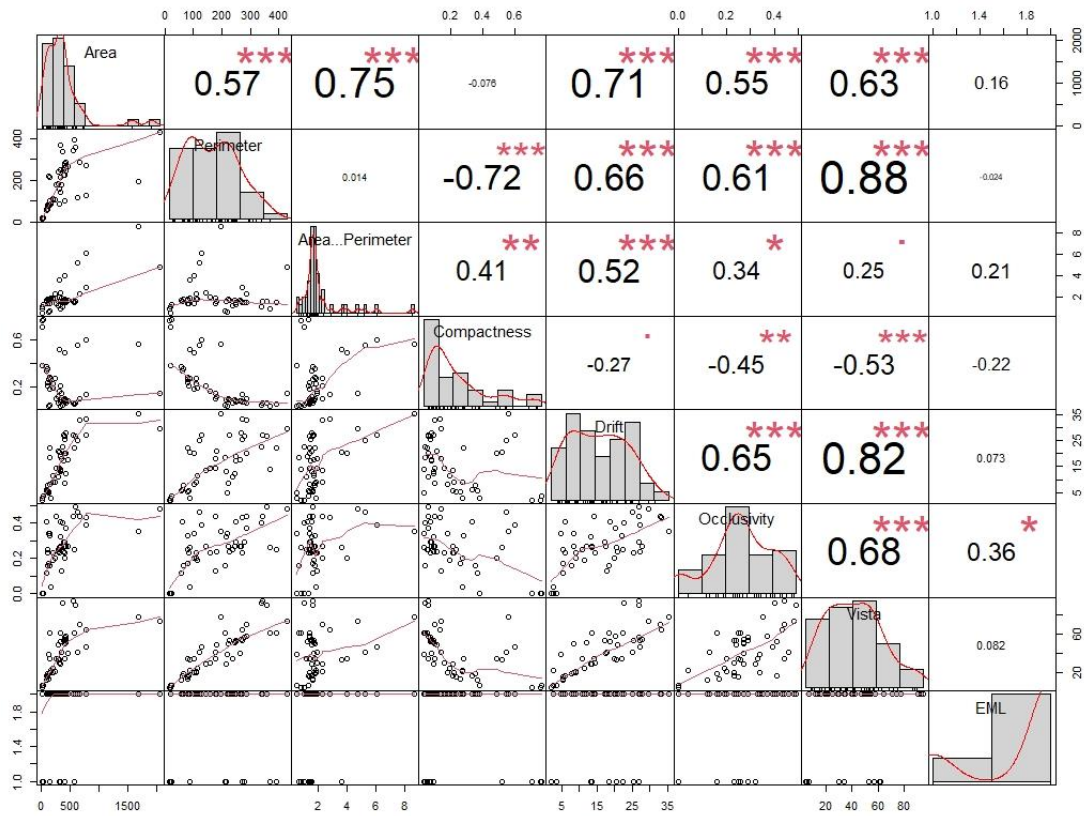 0 100 200 300 400 0.2 0.4 0.6 0.0 0.2 0.4 1.0 1.4 1.8
Area 0.57 *** 0.75 *** -0.076 0.71 *** 0.55 *** 0.63 *** 0.16 0 1000 2000
0 200 400 Perimeter 0.014 -0.72 *** 0.66 *** 0.61 *** 0.88 *** -0.024
Area...Perimeter 0.41 ** 0.52 *** 0.34 * 0.25 . 0.21 2 4 6 8
0.2 0.6 Compactness -0.27 . -0.45 ** -0.53 *** -0.22
Drift 0.65 *** 0.82 *** 0.073 5 15 25 35
0.0 0.2 0.4 Occlusivity 0.68 *** 0.36 *
Vista 0.082 20 60
1.0 1.4 1.8 EML
0 500 1500 2 4 6 8 5 15 25 35 20 40 60 80